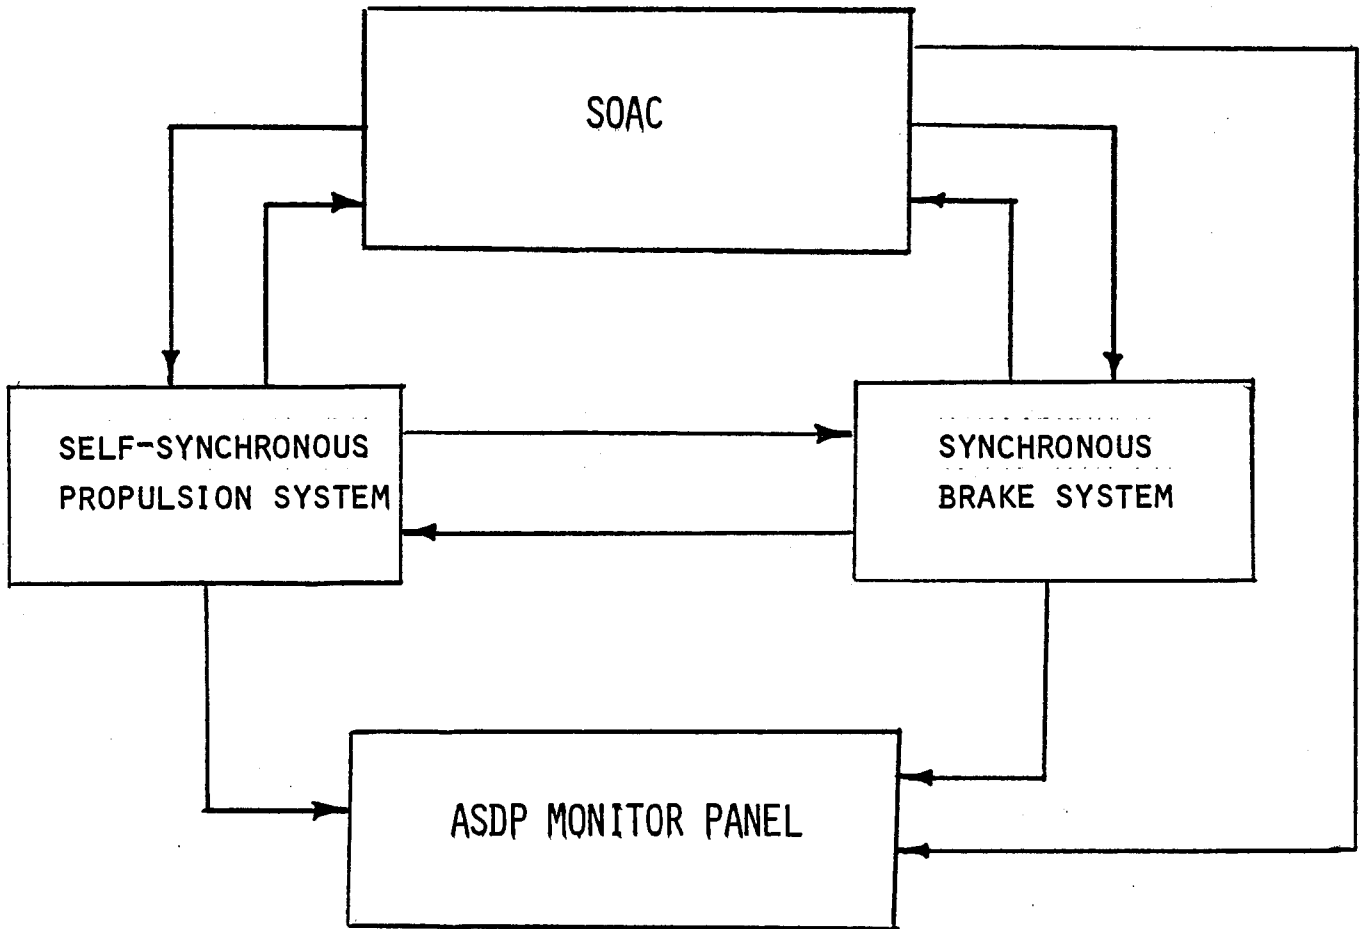 SOAC
SELF-SYNCHRONOUS
PROPULSION SYSTEM
SYNCHRONOUS
BRAKE SYSTEM
ASDP MONITOR PANEL